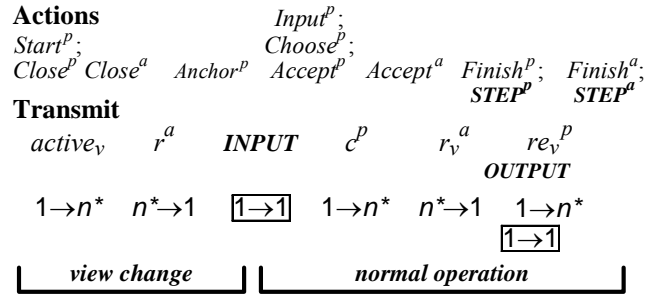 Actions Input^p;
Start^p; Choose^p;
Close^p Close^a Anchor^p Accept^p Accept^a Finish^p; Finish^a;
STEP^p STEP^a
Transmit
active_v r^a INPUT c^p r_v^a re_v^p
OUTPUT
1→n* n*→1 1→1 1→n* n*→1 1→n*
1→1
view change normal operation